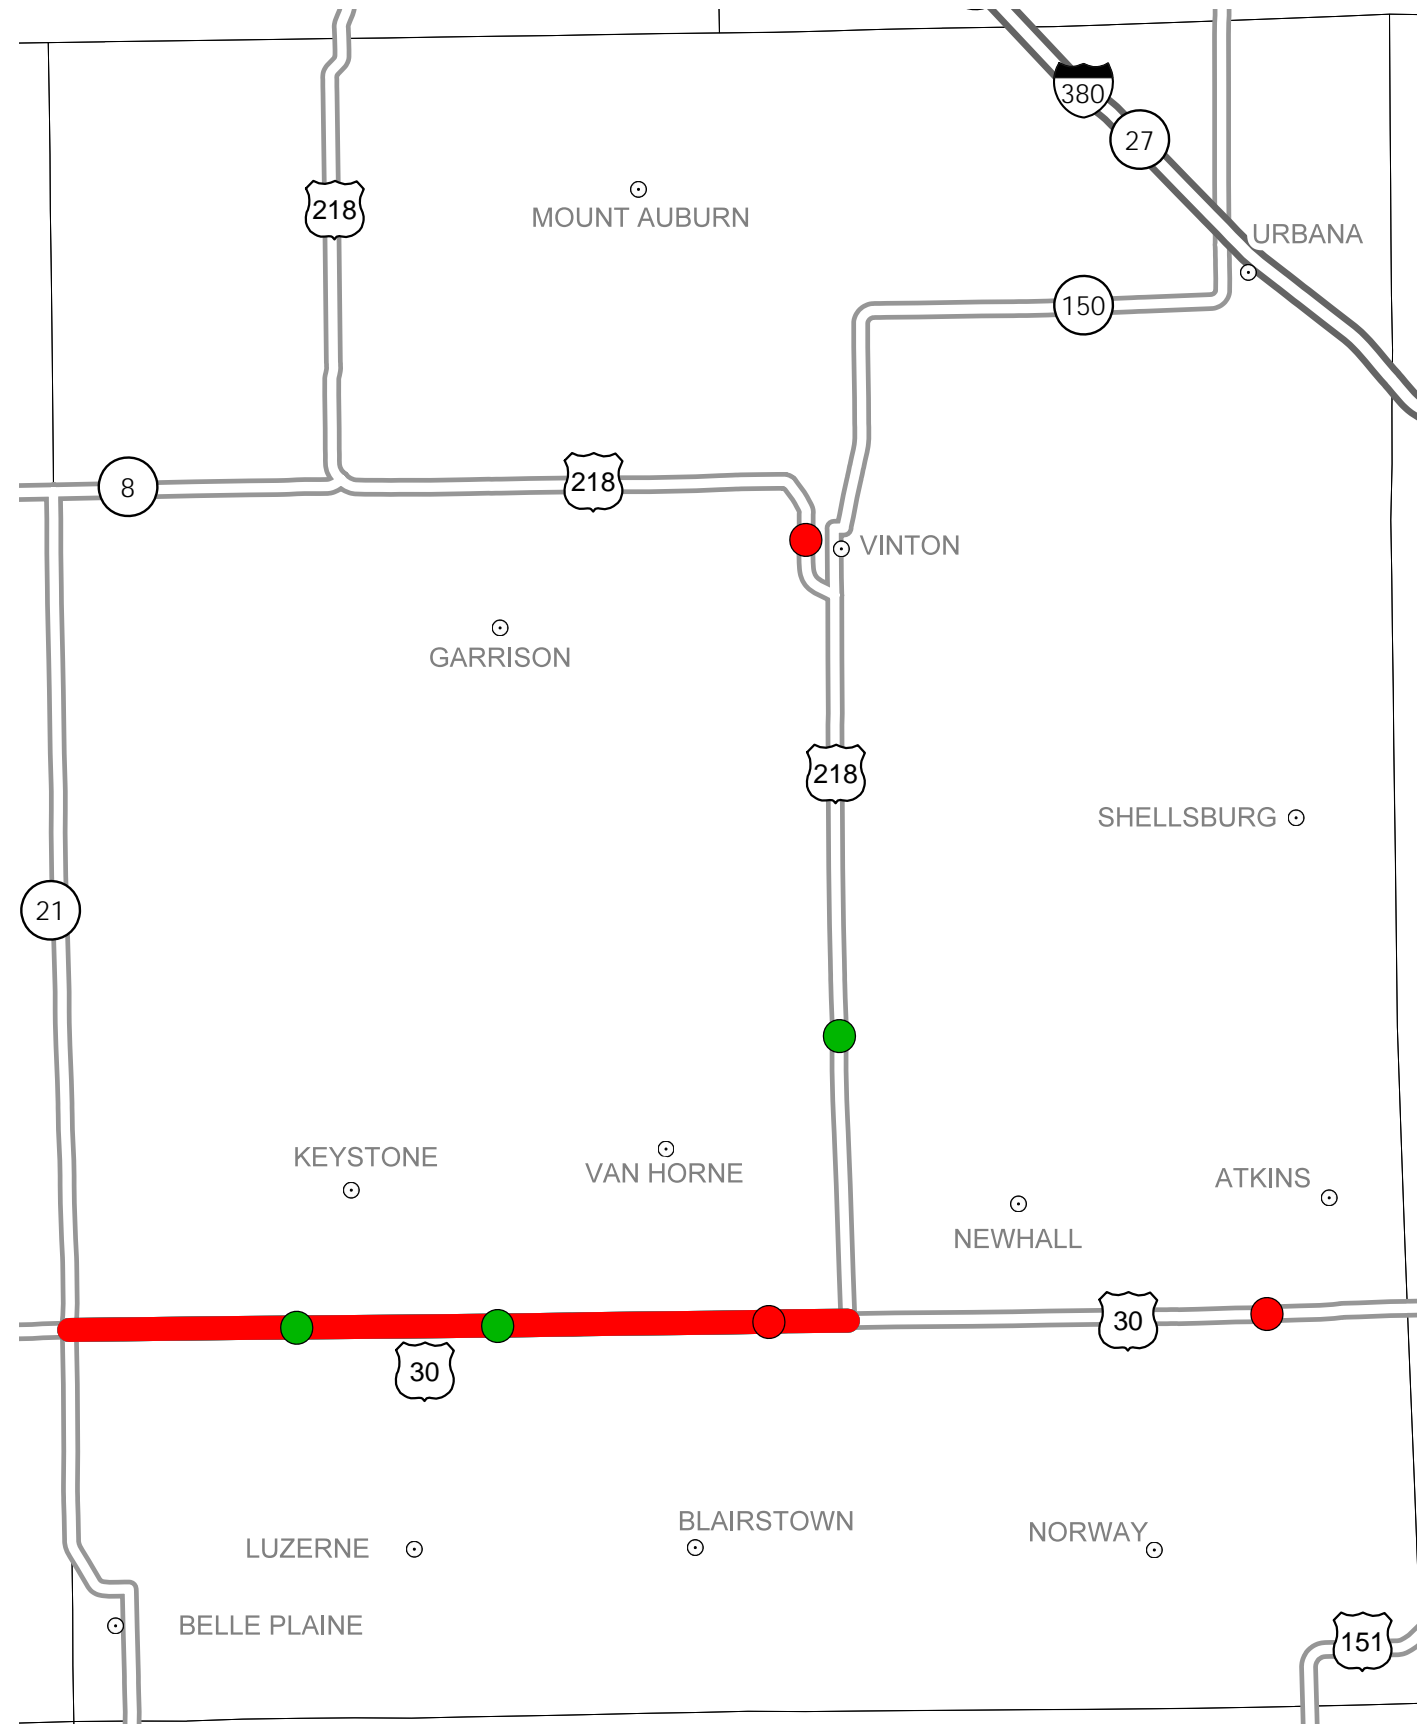 380
27
218
MOUNT AUBURN
URBANA
150
8
218
VINTON
GARRISON
218
SHELLSBURG
21
KEYSTONE
VAN HORNE
ATKINS
NEWHALL
30
30
BLAIRSTOWN
NORWAY
LUZERNE
BELLE PLAINE
151